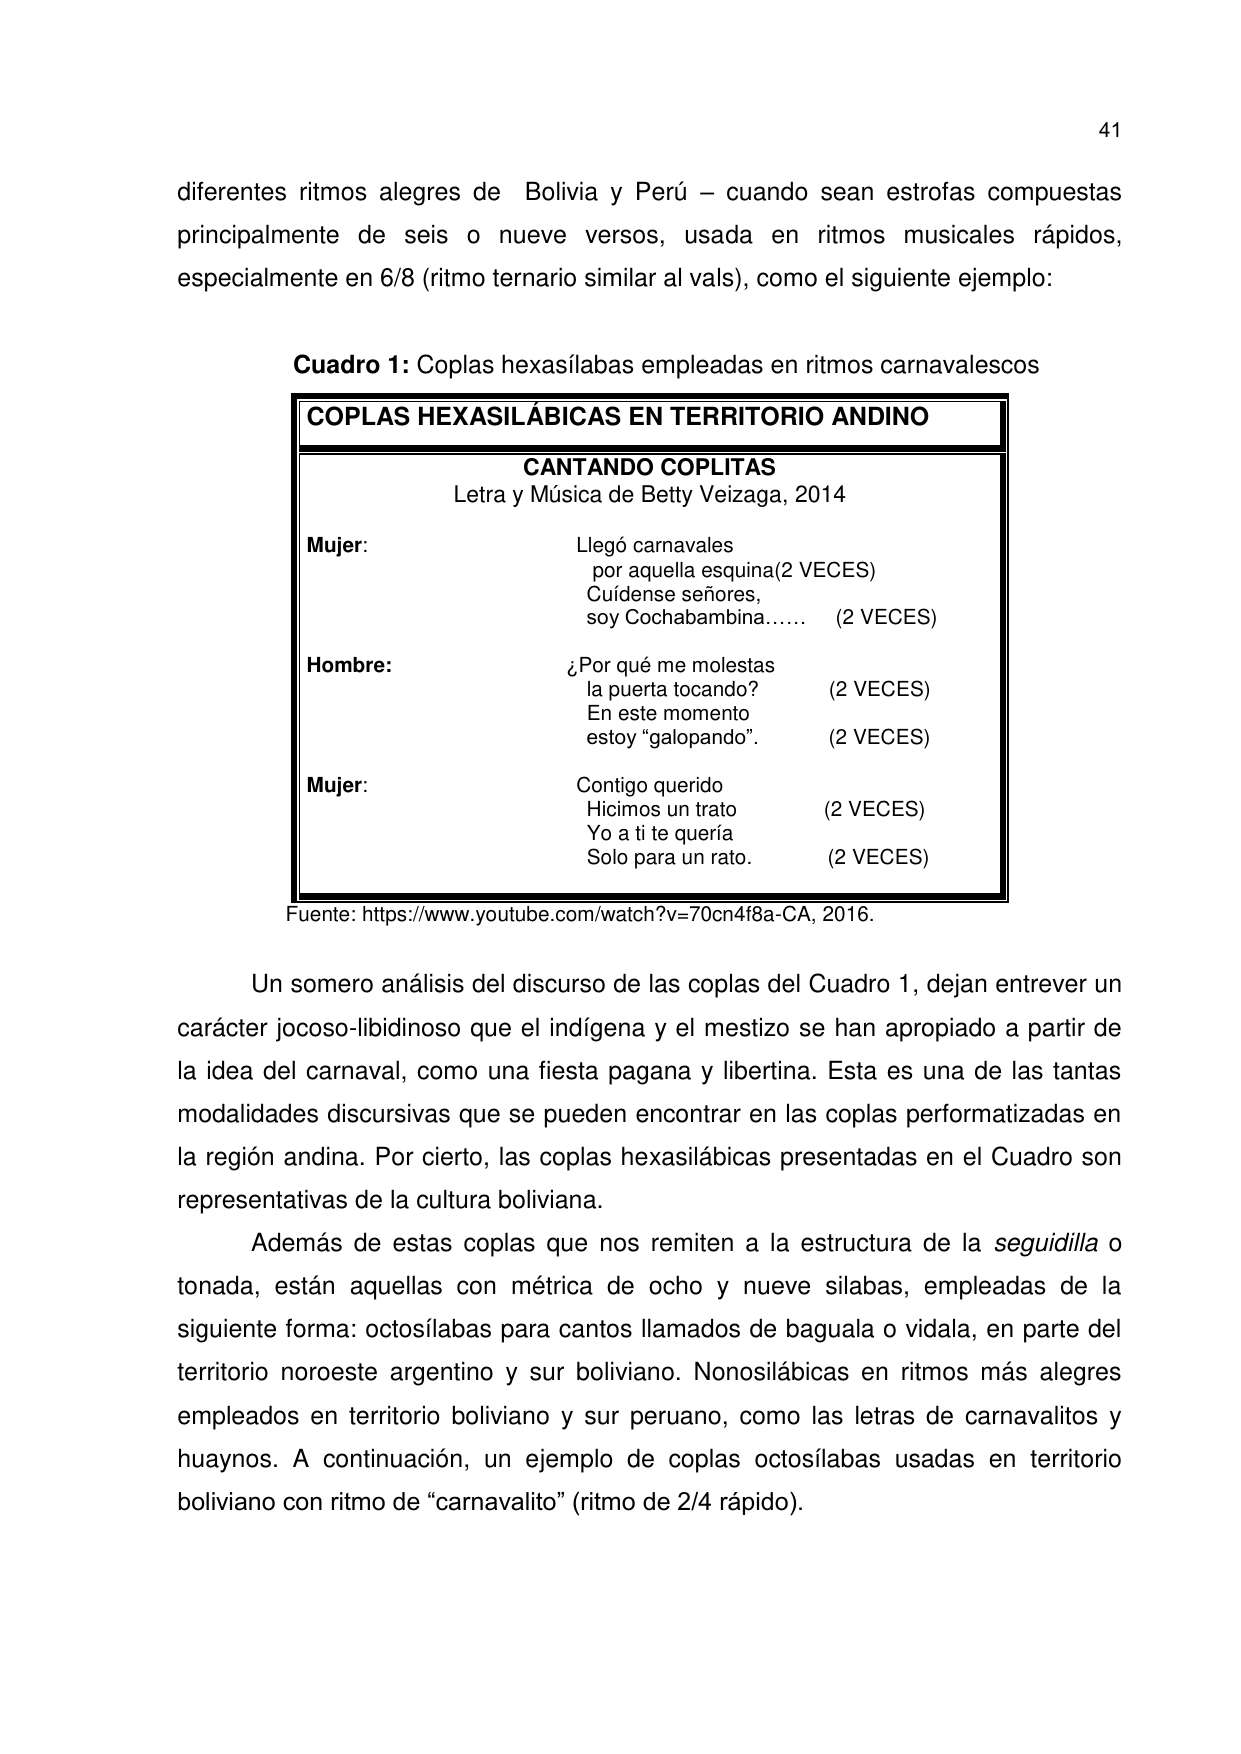 41
diferentes ritmos alegres de Bolivia y Perú – cuando sean estrofas compuestas
principalmente de seis o nueve versos, usada en ritmos musicales rápidos,
especialmente en 6/8 (ritmo ternario similar al vals), como el siguiente ejemplo:
Cuadro 1: Coplas hexasílabas empleadas en ritmos carnavalescos
COPLAS HEXASILÁBICAS EN TERRITORIO ANDINO
CANTANDO COPLITAS
Letra y Música de Betty Veizaga, 2014
Mujer: Llegó carnavales
por aquella esquina(2 VECES)
Cuídense señores,
soy Cochabambina…… (2 VECES)
Hombre: ¿Por qué me molestas
la puerta tocando? (2 VECES)
En este momento
estoy “galopando”. (2 VECES)
Mujer: Contigo querido
Hicimos un trato (2 VECES)
Yo a ti te quería
Solo para un rato. (2 VECES)
Fuente: https://www.youtube.com/watch?v=70cn4f8a-CA, 2016.
Un somero análisis del discurso de las coplas del Cuadro 1, dejan entrever un
carácter jocoso-libidinoso que el indígena y el mestizo se han apropiado a partir de
la idea del carnaval, como una fiesta pagana y libertina. Esta es una de las tantas
modalidades discursivas que se pueden encontrar en las coplas performatizadas en
la región andina. Por cierto, las coplas hexasilábicas presentadas en el Cuadro son
representativas de la cultura boliviana.
Además de estas coplas que nos remiten a la estructura de la seguidilla o
tonada, están aquellas con métrica de ocho y nueve silabas, empleadas de la
siguiente forma: octosílabas para cantos llamados de baguala o vidala, en parte del
territorio noroeste argentino y sur boliviano. Nonosilábicas en ritmos más alegres
empleados en territorio boliviano y sur peruano, como las letras de carnavalitos y
huaynos. A continuación, un ejemplo de coplas octosílabas usadas en territorio
boliviano con ritmo de “carnavalito” (ritmo de 2/4 rápido).